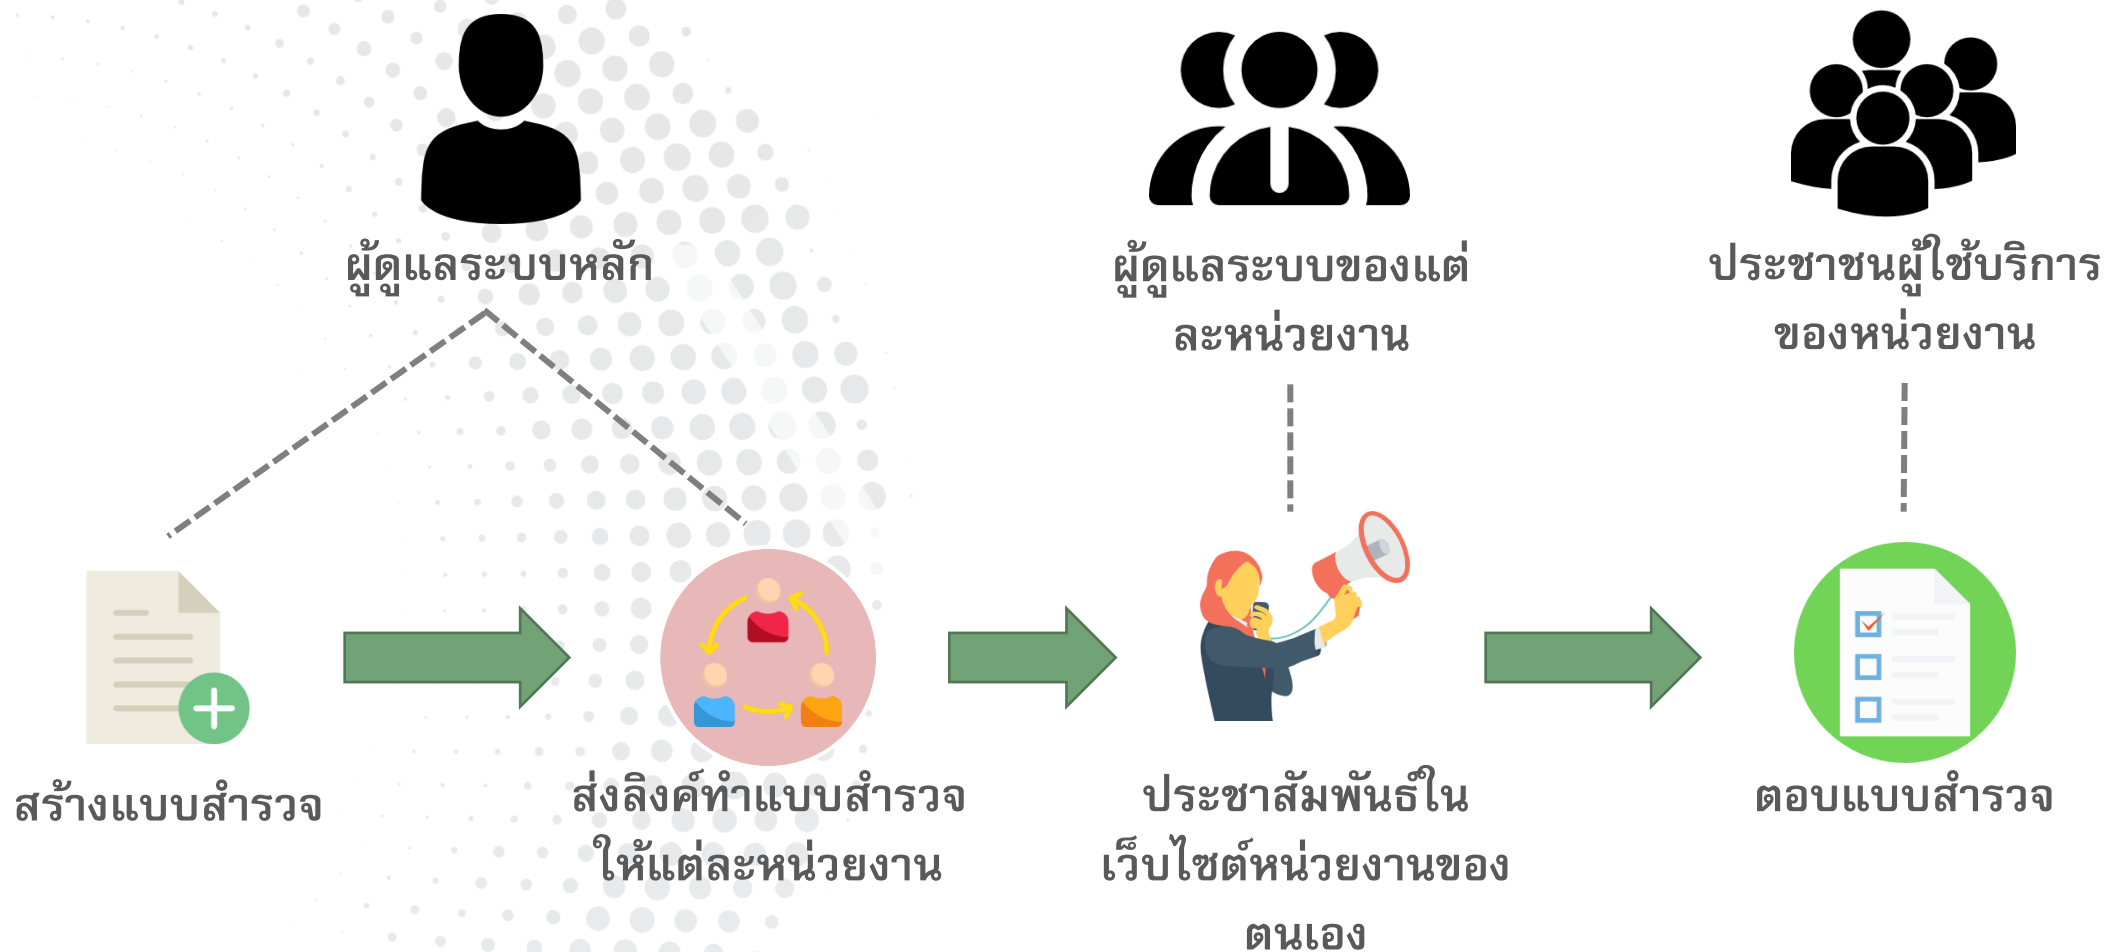 ผู้ดูแลระบบหลัก
ผู้ดูแลระบบของแต่
ละหน่วยงาน
ประชาชนผู้ใช้บริการ
ของหน่วยงาน
สร้างแบบสำรวจ
ส่งลิงค์ทำแบบสำรวจ
ให้แต่ละหน่วยงาน
ประชาสัมพันธ์ใน
เว็บไซต์หน่วยงานของ
ตนเอง
ตอบแบบสำรวจ